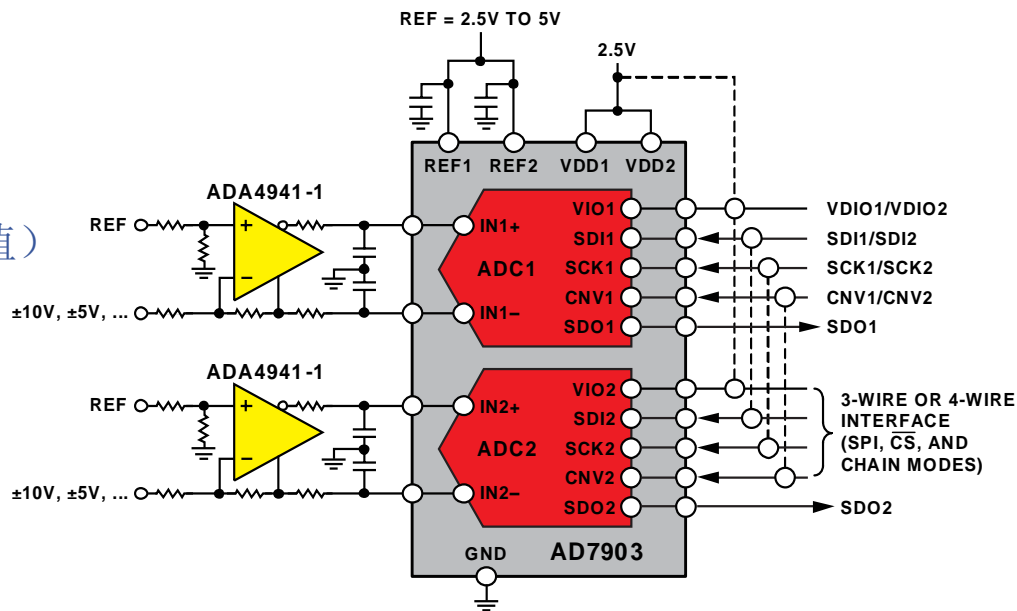 REF = 2.5V TO 5V
2.5V
REF1 REF2 VDD1 VDD2
ADA4941-1
REF
值）
±10V, ±5V, ...
+
−
IN1+
ADC1
IN1−
VIO1
SDI1
SCK1
CNV1
SDO1
VDIO1/VDIO2
SDI1/SDI2
SCK1/SCK2
CNV1/CNV2
SDO1
ADA4941-1
REF
±10V, ±5V, ...
+
−
IN2+
ADC2
IN2−
VIO2
SDI2
SCK2
CNV2
SDO2
3-WIRE OR 4-WIRE
INTERFACE
(SPI, CS, AND
CHAIN MODES)
SDO2
GND
AD7903